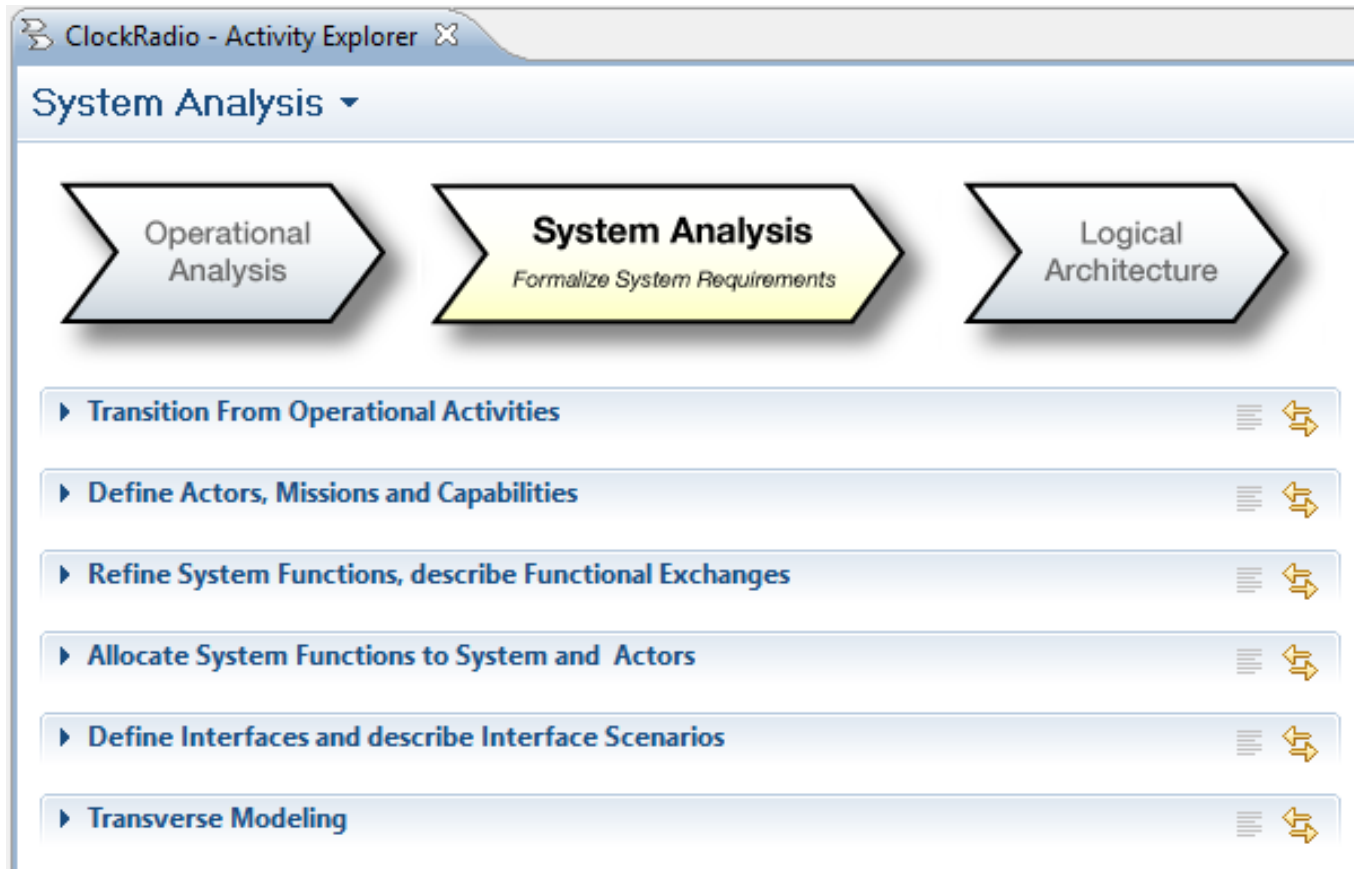 ClockRadio - Activity Explorer
System Analysis
Operational
Analysis
System Analysis
Formalize System Requirements
Logical
Architecture
Transition From Operational Activities
Define Actors, Missions and Capabilities
Refine System Functions, describe Functional Exchanges
Allocate System Functions to System and  Actors
Define Interfaces and describe Interface Scenarios
Transverse Modeling